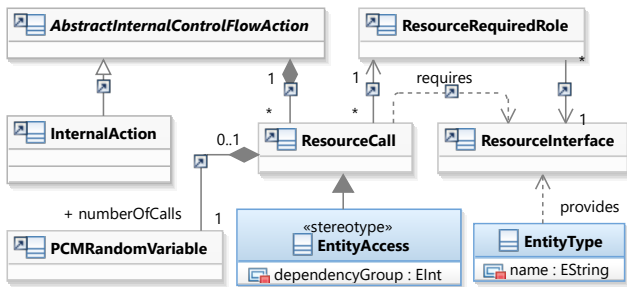 AbstractInternalControlFlowAction
ResourceRequiredRole
1
1
requires
*
*
*
InternalAction
0..1
ResourceCall
1
ResourceInterface
+ numberOfCalls
1
«stereotype»
provides
PCMRandomVariable
EntityAccess
EntityType
dependencyGroup : EInt
name : EString